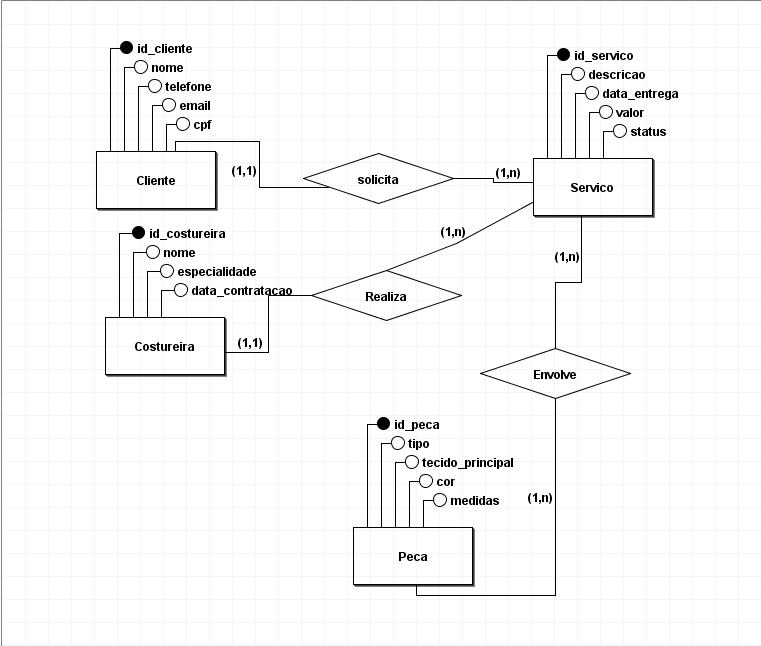 id_cliente
nome
telefone
email
cpf
Cliente
(1,1)
solicita
(1,n)
id_servico
descricao
data_entrega
valor
status
Servico
id_costureira
nome
especialidade
data_contratacao
Costureira
(1,1)
Realiza
(1,n)
(1,n)
Envolve
(1,n)
id_peca
tipo
tecido_principal
cor
medidas
Peca